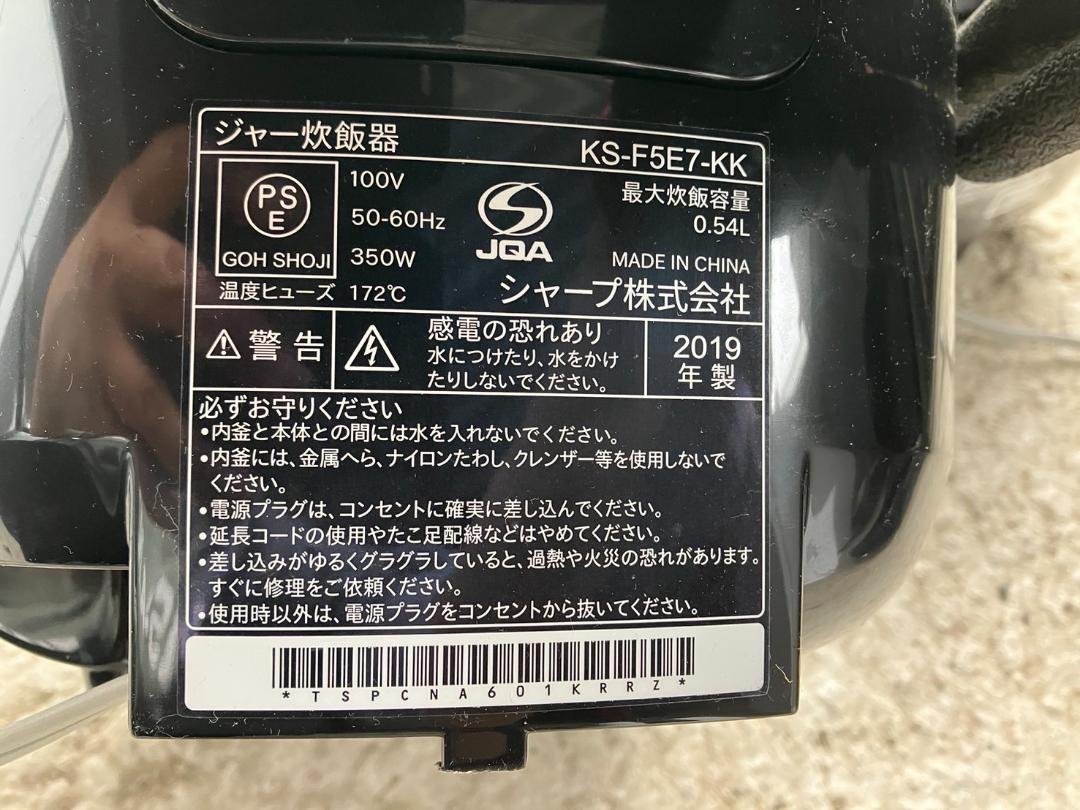 ジャー炊飯器
KS-F5E7-KK
PS
E
GOH SHOJI
100V
50-60Hz
350W
JQA
最大炊飯容量
0.54L
MADE IN CHINA
温度ヒューズ 172℃
シャープ株式会社
警告
感電の恐れあり
水につけたり、水をかけ
たりしないでください。
2019
年製
必ずお守りください
•内釜と本体との間には水を入れないでください。
•内釜には、金属へら、ナイロンたわし、クレンザー等を使用しないで
ください。
•電源プラグは、コンセントに確実に差し込んでください。
•延長コードの使用やたこ足配線などはやめてください。
•差し込みがゆるくグラグラしていると、過熱や火災の恐れがあります。
すぐに修理をご依頼ください。
•使用時以外は、電源プラグをコンセントから抜いてください。
*TSPCNA601KRRZ*